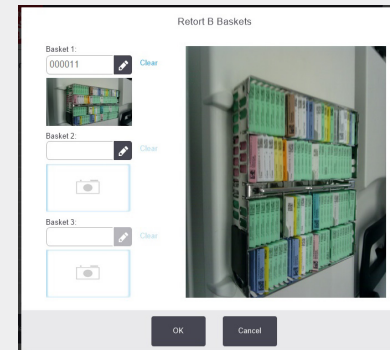 Retort B Baskets
Basket 1:
000011
Clear
Basket 2:
Clear
Basket 3:
Clear
OK
Cancel